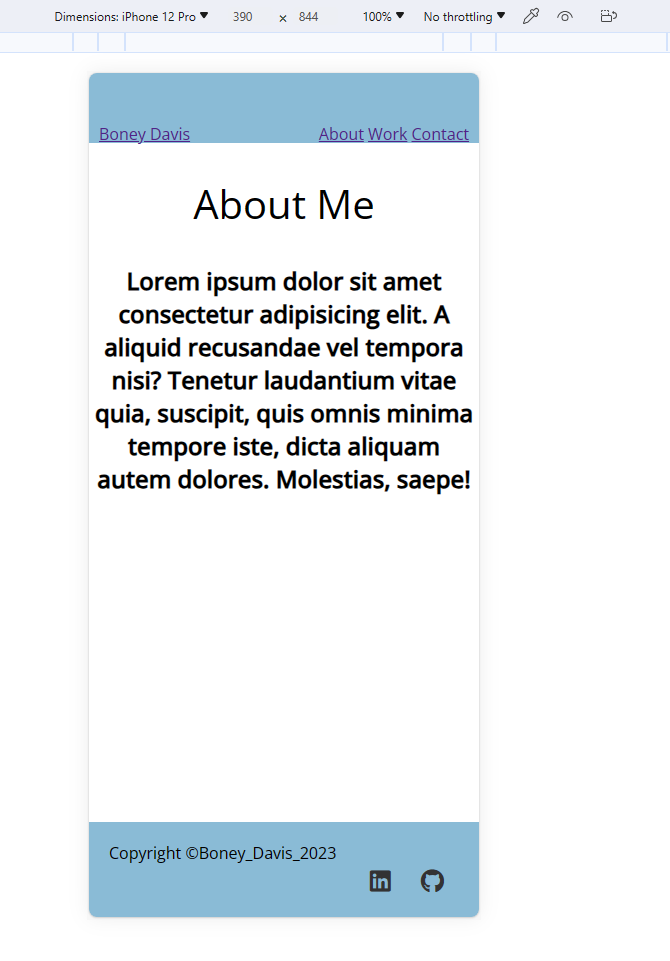 Dimensions: iPhone 12 Pro 390 × 844 100% No throttling
Boney Davis About Work Contact
About Me
Lorem ipsum dolor sit amet
consectetur adipisicing elit. A
aliquid recusandae vel tempora
nisi? Tenetur laudantium vitae
quia, suscipit, quis omnis minima
tempore iste, dicta aliquam
autem dolores. Molestias, saepe!
Copyright ©Boney_Davis_2023